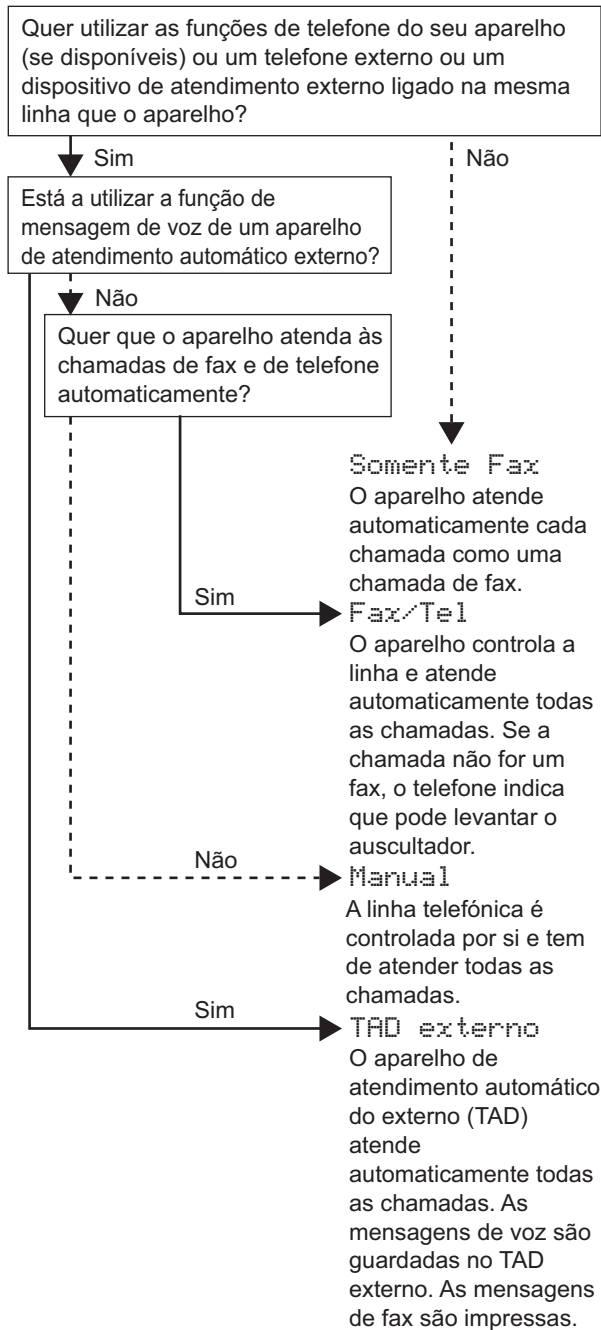 Quer utilizar as funções de telefone do seu aparelho
(se disponíveis) ou um telefone externo ou um
dispositivo de atendimento externo ligado na mesma
linha que o aparelho?
Sim
Não
Está a utilizar a função de
mensagem de voz de um aparelho
de atendimento automático externo?
Não
Quer que o aparelho atenda às
chamadas de fax e de telefone
automaticamente?
Somente Fax
O aparelho atende
automaticamente cada
chamada como uma
chamada de fax.
Sim
Fax/Tel
O aparelho controla a
linha e atende
automaticamente todas
as chamadas. Se a
chamada não for um
fax, o telefone indica
que pode levantar o
auscultador.
Não
Manual
A linha telefónica é
controlada por si e tem
de atender todas as
chamadas.
Sim
TAD externo
O aparelho de
atendimento automático
do externo (TAD)
atende
automaticamente todas
as chamadas. As
mensagens de voz são
guardadas no TAD
externo. As mensagens
de fax são impressas.